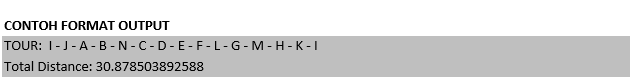 CONTOH FORMAT OUTPUT
TOUR: I - J - A - B - N - C - D - E - F - L - G - M - H - K - I
Total Distance: 30.878503892588